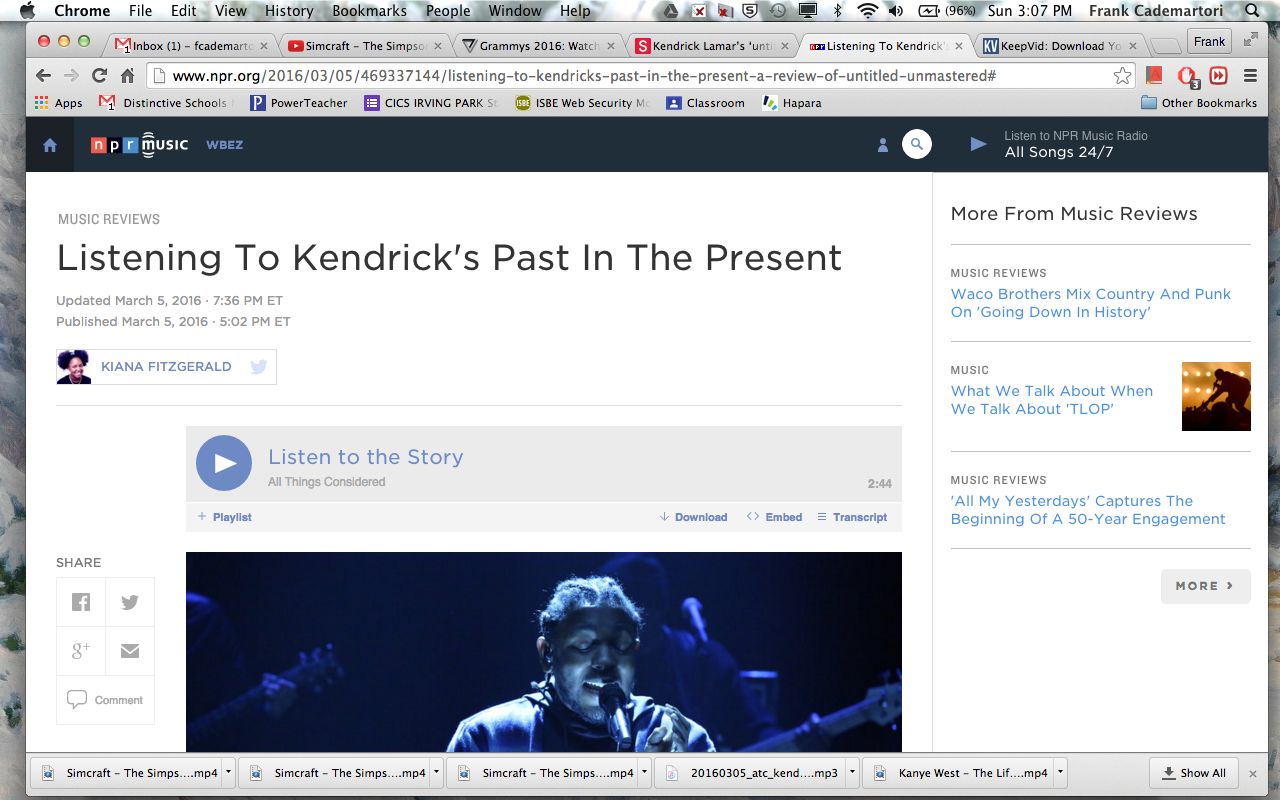 Chrome File Edit View History Bookmarks People Window Help (96%) Sun 3:07 PM Frank Cademartori
Inbox (1) – fcademarto Simcraft – The Simpso Grammys 2016: Watch Kendrick Lamar's 'unti Listening To Kendrick' KeepVid: Download Yo Frank
www.npr.org/2016/03/05/469337144/listening-to-kendricks-past-in-the-present-a-review-of-untitled-unmastered# 3
Apps Distinctive Schools PowerTeacher CICS IRVING PARK St ISBE Web Security Mo Classroom Hapara Other Bookmarks
npr music WBEZ
Listen to NPR Music Radio
All Songs 24/7
MUSIC REVIEWS
Listening To Kendrick's Past In The Present
Updated March 5, 2016 · 7:36 PM ET
Published March 5, 2016 · 5:02 PM ET
KIANA FITZGERALD
Listen to the Story
All Things Considered
2:44
+ Playlist Download Embed Transcript
SHARE
g+
Comment
More From Music Reviews
MUSIC REVIEWS
Waco Brothers Mix Country And Punk
On 'Going Down In History'
MUSIC
What We Talk About When
We Talk About 'TLOP'
MUSIC REVIEWS
'All My Yesterdays' Captures The
Beginning Of A 50-Year Engagement
MORE ›
Simcraft – The Simps....mp4 Simcraft – The Simps....mp4 Simcraft – The Simps....mp4 20160305_atc_kend....mp3 Kanye West – The Lif....mp4 Show All